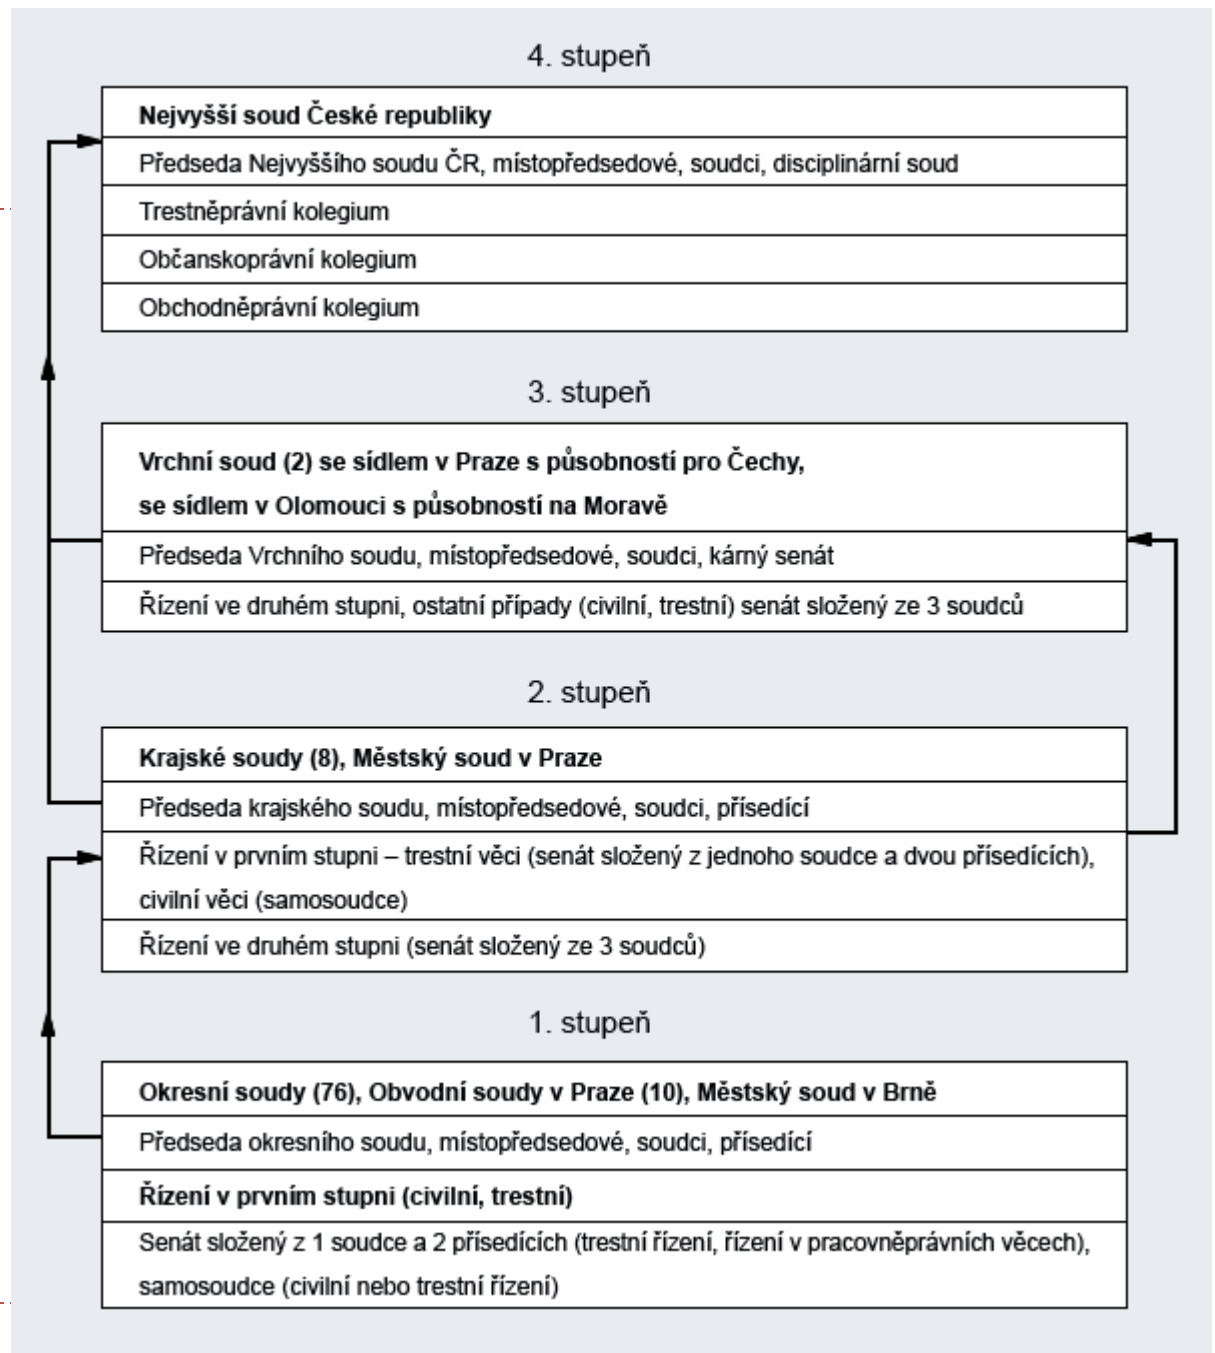 4. stupeň
Nejvyšší soud České republiky
Předseda Nejvyššího soudu ČR, místopředsedové, soudci, disciplinární soud
Trestněprávní kolegium
Občanskoprávní kolegium
Obchodněprávní kolegium
3. stupeň
Vrchní soud (2) se sídlem v Praze s působností pro Čechy,
se sídlem v Olomouci s působností na Moravě
Předseda Vrchního soudu, místopředsedové, soudci, kárný senát
Řízení ve druhém stupni, ostatní případy (civilní, trestní) senát složený ze 3 soudců
2. stupeň
Krajské soudy (8), Městský soud v Praze
Předseda krajského soudu, místopředsedové, soudci, přísedící
Řízení v prvním stupni – trestní věci (senát složený z jednoho soudce a dvou přísedících),
civilní věci (samosoudce)
Řízení ve druhém stupni (senát složený ze 3 soudců)
1. stupeň
Okresní soudy (76), Obvodní soudy v Praze (10), Městský soud v Brně
Předseda okresního soudu, místopředsedové, soudci, přísedící
Řízení v prvním stupni (civilní, trestní)
Senát složený z 1 soudce a 2 přísedících (trestní řízení, řízení v pracovněprávních věcech),
samosoudce (civilní nebo trestní řízení)